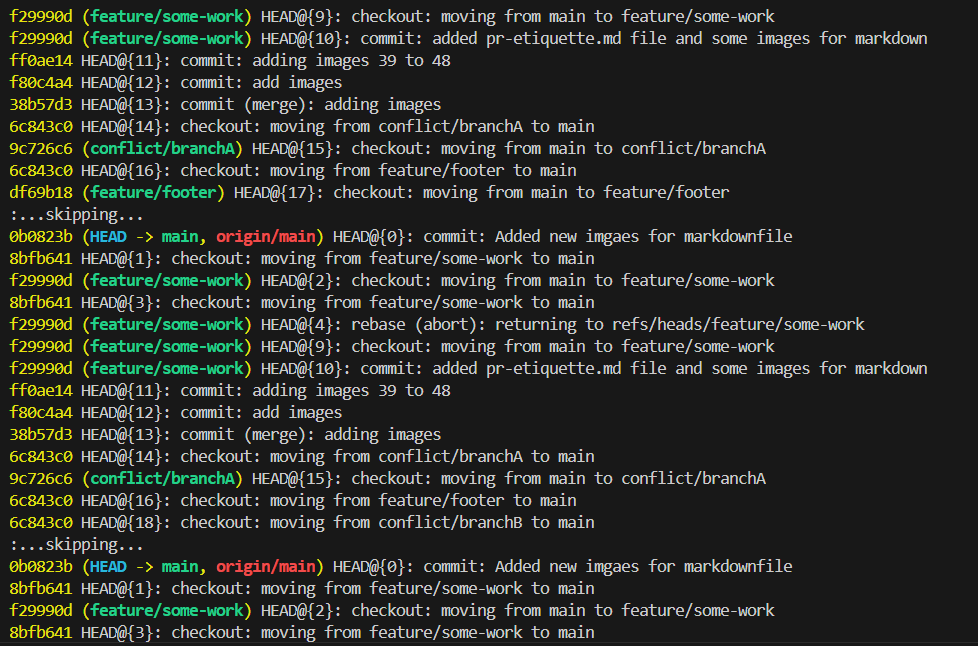 f29990d (feature/some-work) HEAD@{9}: checkout: moving from main to feature/some-work
f29990d (feature/some-work) HEAD@{10}: commit: added pr-etiquette.md file and some images for markdown
ff0ae14 HEAD@{11}: commit: adding images 39 to 48
f80c4a4 HEAD@{12}: commit: add images
38b57d3 HEAD@{13}: commit (merge): adding images
6c843c0 HEAD@{14}: checkout: moving from conflict/branchA to main
9c726c6 (conflict/branchA) HEAD@{15}: checkout: moving from main to conflict/branchA
6c843c0 HEAD@{16}: checkout: moving from feature/footer to main
df69b18 (feature/footer) HEAD@{17}: checkout: moving from main to feature/footer
:...skipping...
0b0823b (HEAD -> main, origin/main) HEAD@{0}: commit: Added new imgaes for markdownfile
8bfb641 HEAD@{1}: checkout: moving from feature/some-work to main
f29990d (feature/some-work) HEAD@{2}: checkout: moving from main to feature/some-work
8bfb641 HEAD@{3}: checkout: moving from feature/some-work to main
f29990d (feature/some-work) HEAD@{4}: rebase (abort): returning to refs/heads/feature/some-work
f29990d (feature/some-work) HEAD@{9}: checkout: moving from main to feature/some-work
f29990d (feature/some-work) HEAD@{10}: commit: added pr-etiquette.md file and some images for markdown
ff0ae14 HEAD@{11}: commit: adding images 39 to 48
f80c4a4 HEAD@{12}: commit: add images
38b57d3 HEAD@{13}: commit (merge): adding images
6c843c0 HEAD@{14}: checkout: moving from conflict/branchA to main
9c726c6 (conflict/branchA) HEAD@{15}: checkout: moving from main to conflict/branchA
6c843c0 HEAD@{16}: checkout: moving from feature/footer to main
6c843c0 HEAD@{18}: checkout: moving from conflict/branchB to main
:...skipping...
0b0823b (HEAD -> main, origin/main) HEAD@{0}: commit: Added new imgaes for markdownfile
8bfb641 HEAD@{1}: checkout: moving from feature/some-work to main
f29990d (feature/some-work) HEAD@{2}: checkout: moving from main to feature/some-work
8bfb641 HEAD@{3}: checkout: moving from feature/some-work to main